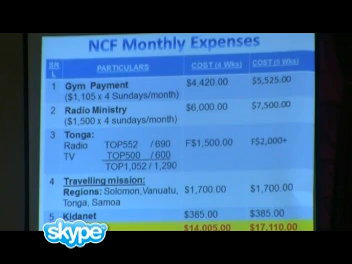 NCF Monthly Expenses
SR L PARTICULARS COST (4 Wks) COST (5 Wks)
1 Gym Payment $4,420.00 $5,525.00
($1,105 x 4 Sundays/month)
2 Radio Ministry $6,000.00 $7,500.00
($1,500 x 4 Sundays/month)
3 Tonga:
Radio TOP552 / 690 F$1,500.00 F$2,000+
TV TOP500 / 600
TOP1,052 / 1,290
4 Travelling mission:
Regions: Solomon, Vanuatu, $1,700.00 $1,700.00
Tonga, Samoa
5 Kidanet $385.00 $385.00
$14,005.00 $17,110.00
skype